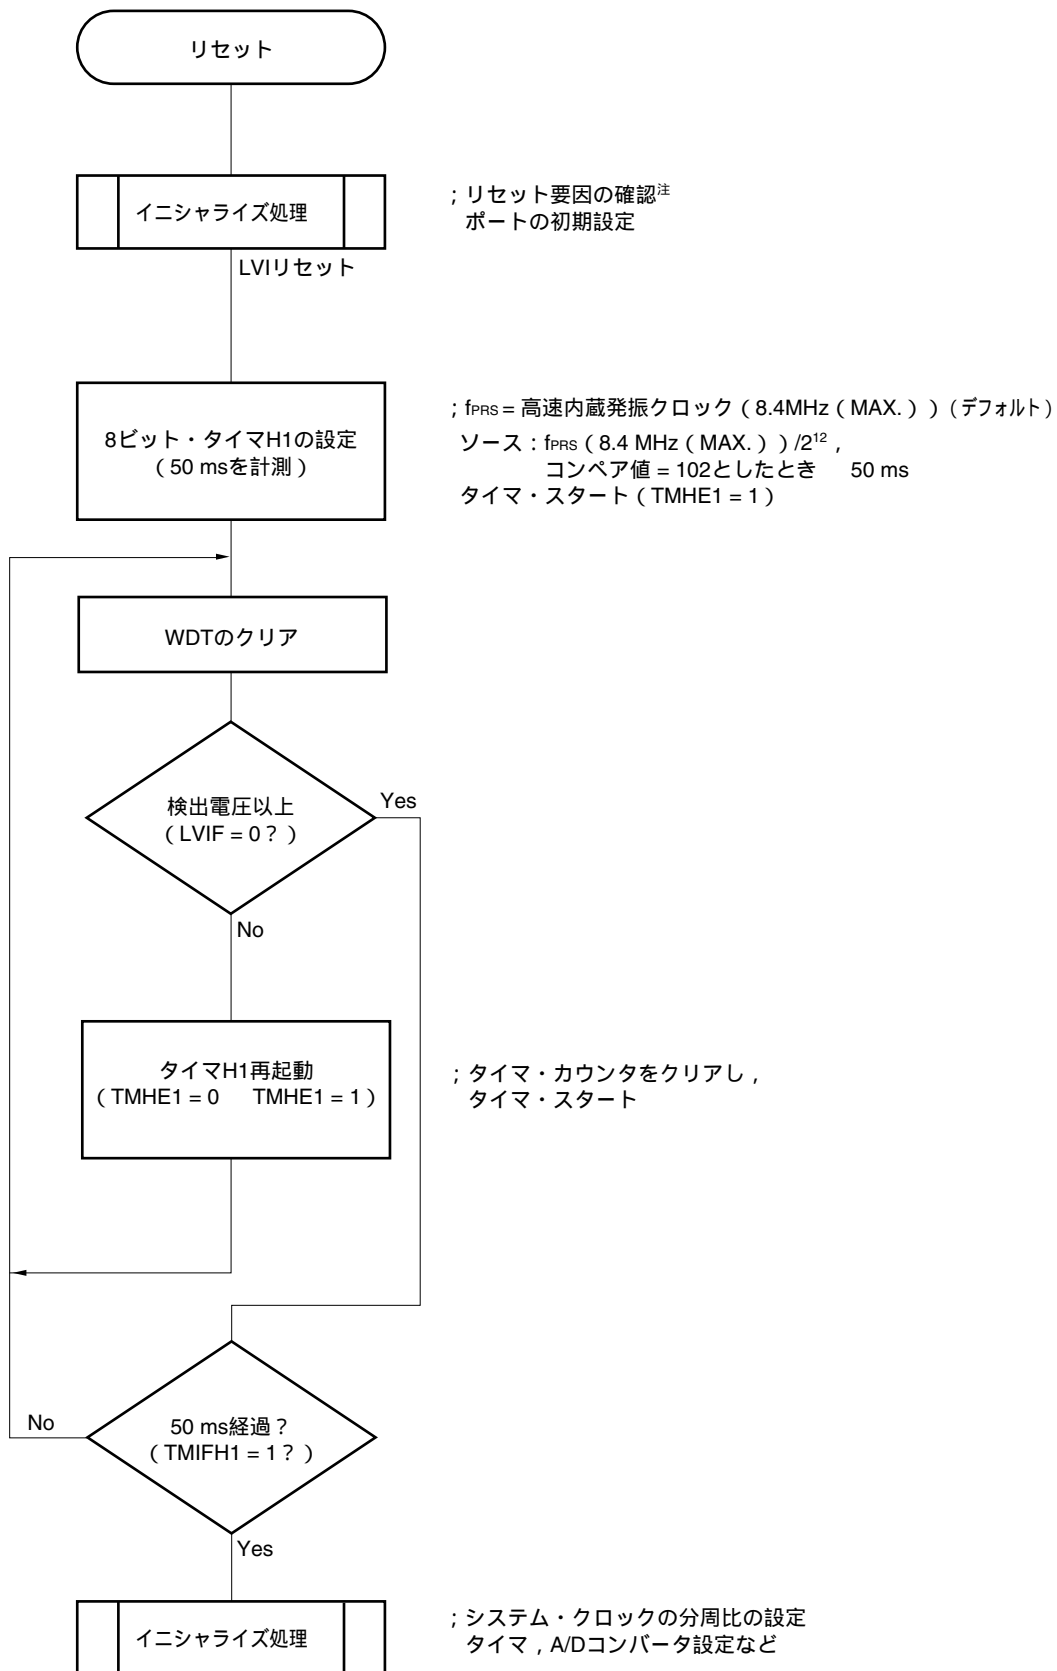 リセット
イニシャライズ処理
；リセット要因の確認注
ポートの初期設定
LVIリセット
8ビット・タイマH1の設定
（50 msを計測）
；fPRS = 高速内蔵発振クロック（8.4MHz（MAX.））（デフォルト）
ソース：fPRS（8.4 MHz（MAX.））/2¹²，
コンペア値 = 102としたとき　50 ms
タイマ・スタート（TMHE1 = 1）
WDTのクリア
検出電圧以上
（LVIF = 0？）
Yes
No
タイマH1再起動
（TMHE1 = 0　TMHE1 = 1）
；タイマ・カウンタをクリアし，
タイマ・スタート
50 ms経過？
（TMIFH1 = 1？）
No
Yes
イニシャライズ処理
；システム・クロックの分周比の設定
タイマ，A/Dコンバータ設定など